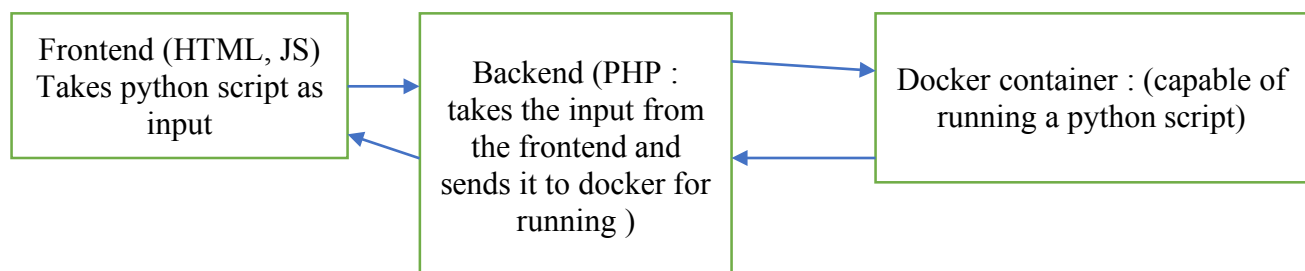 Frontend (HTML, JS)
Takes python script as
input
Backend (PHP :
takes the input from
the frontend and
sends it to docker for
running )
Docker container : (capable of
running a python script)